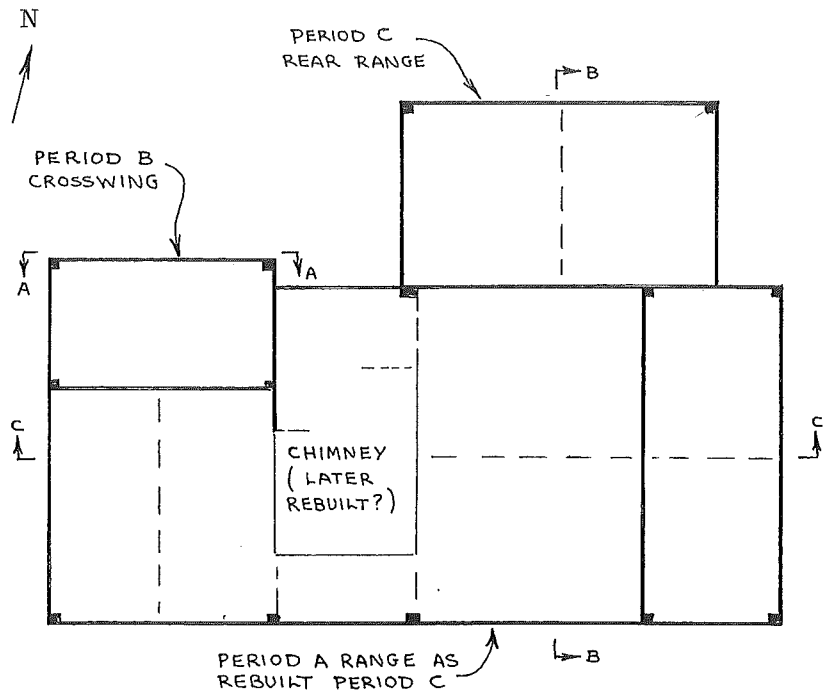 N
PERIOD C
REAR RANGE
B
PERIOD B
CROSSWING
A
A
C
C
CHIMNEY
(LATER
REBUILT?)
B
PERIOD A RANGE AS
REBUILT PERIOD C